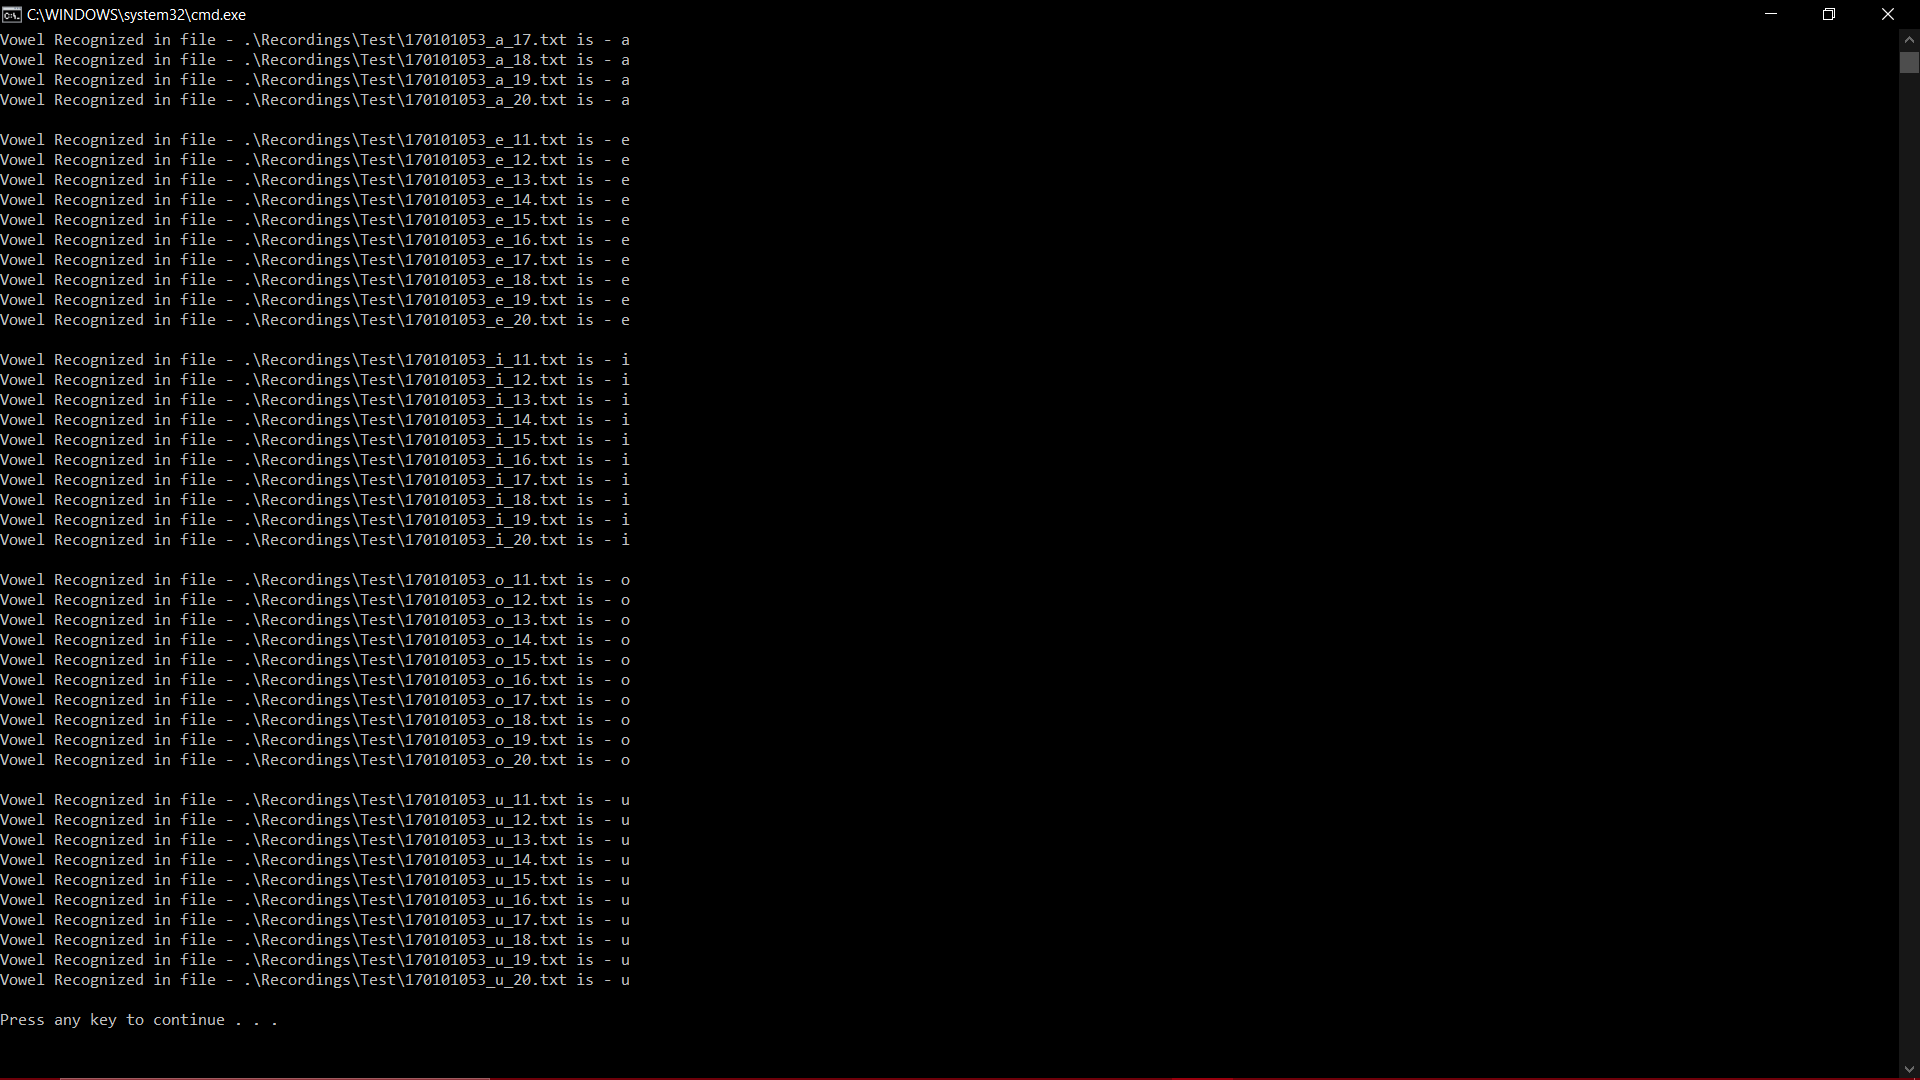 C:\WINDOWS\system32\cmd.exe
Vowel Recognized in file - .\Recordings\Test\170101053_a_17.txt is - a
Vowel Recognized in file - .\Recordings\Test\170101053_a_18.txt is - a
Vowel Recognized in file - .\Recordings\Test\170101053_a_19.txt is - a
Vowel Recognized in file - .\Recordings\Test\170101053_a_20.txt is - a

Vowel Recognized in file - .\Recordings\Test\170101053_e_11.txt is - e
Vowel Recognized in file - .\Recordings\Test\170101053_e_12.txt is - e
Vowel Recognized in file - .\Recordings\Test\170101053_e_13.txt is - e
Vowel Recognized in file - .\Recordings\Test\170101053_e_14.txt is - e
Vowel Recognized in file - .\Recordings\Test\170101053_e_15.txt is - e
Vowel Recognized in file - .\Recordings\Test\170101053_e_16.txt is - e
Vowel Recognized in file - .\Recordings\Test\170101053_e_17.txt is - e
Vowel Recognized in file - .\Recordings\Test\170101053_e_18.txt is - e
Vowel Recognized in file - .\Recordings\Test\170101053_e_19.txt is - e
Vowel Recognized in file - .\Recordings\Test\170101053_e_20.txt is - e

Vowel Recognized in file - .\Recordings\Test\170101053_i_11.txt is - i
Vowel Recognized in file - .\Recordings\Test\170101053_i_12.txt is - i
Vowel Recognized in file - .\Recordings\Test\170101053_i_13.txt is - i
Vowel Recognized in file - .\Recordings\Test\170101053_i_14.txt is - i
Vowel Recognized in file - .\Recordings\Test\170101053_i_15.txt is - i
Vowel Recognized in file - .\Recordings\Test\170101053_i_16.txt is - i
Vowel Recognized in file - .\Recordings\Test\170101053_i_17.txt is - i
Vowel Recognized in file - .\Recordings\Test\170101053_i_18.txt is - i
Vowel Recognized in file - .\Recordings\Test\170101053_i_19.txt is - i
Vowel Recognized in file - .\Recordings\Test\170101053_i_20.txt is - i

Vowel Recognized in file - .\Recordings\Test\170101053_o_11.txt is - o
Vowel Recognized in file - .\Recordings\Test\170101053_o_12.txt is - o
Vowel Recognized in file - .\Recordings\Test\170101053_o_13.txt is - o
Vowel Recognized in file - .\Recordings\Test\170101053_o_14.txt is - o
Vowel Recognized in file - .\Recordings\Test\170101053_o_15.txt is - o
Vowel Recognized in file - .\Recordings\Test\170101053_o_16.txt is - o
Vowel Recognized in file - .\Recordings\Test\170101053_o_17.txt is - o
Vowel Recognized in file - .\Recordings\Test\170101053_o_18.txt is - o
Vowel Recognized in file - .\Recordings\Test\170101053_o_19.txt is - o
Vowel Recognized in file - .\Recordings\Test\170101053_o_20.txt is - o

Vowel Recognized in file - .\Recordings\Test\170101053_u_11.txt is - u
Vowel Recognized in file - .\Recordings\Test\170101053_u_12.txt is - u
Vowel Recognized in file - .\Recordings\Test\170101053_u_13.txt is - u
Vowel Recognized in file - .\Recordings\Test\170101053_u_14.txt is - u
Vowel Recognized in file - .\Recordings\Test\170101053_u_15.txt is - u
Vowel Recognized in file - .\Recordings\Test\170101053_u_16.txt is - u
Vowel Recognized in file - .\Recordings\Test\170101053_u_17.txt is - u
Vowel Recognized in file - .\Recordings\Test\170101053_u_18.txt is - u
Vowel Recognized in file - .\Recordings\Test\170101053_u_19.txt is - u
Vowel Recognized in file - .\Recordings\Test\170101053_u_20.txt is - u

Press any key to continue . . .